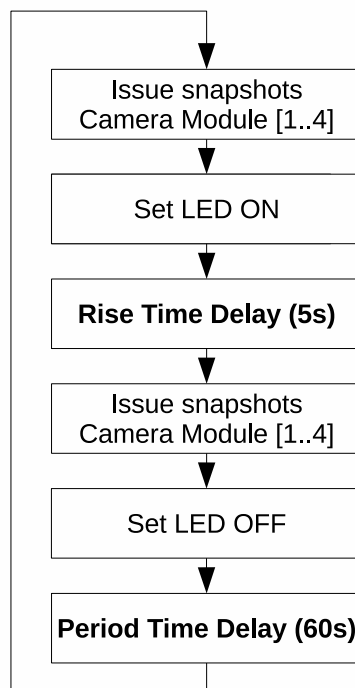 Issue snapshots
Camera Module [1..4]
Set LED ON
Rise Time Delay (5s)
Issue snapshots
Camera Module [1..4]
Set LED OFF
Period Time Delay (60s)